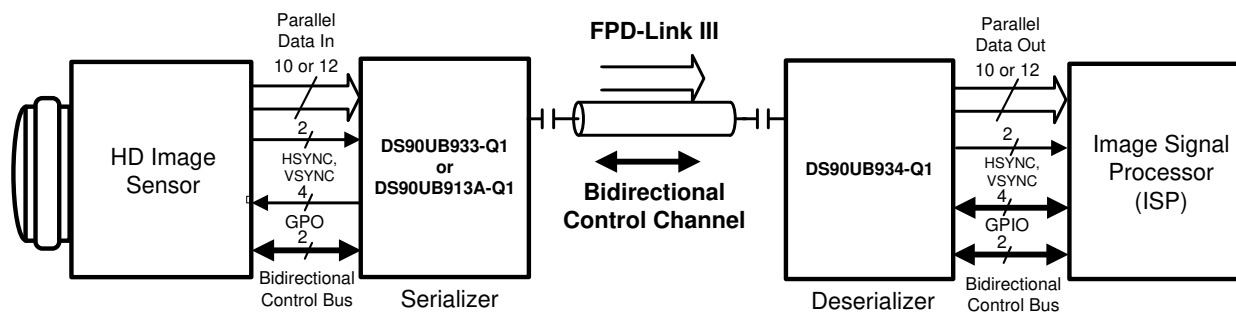 Parallel
Data In
10 or 12
2
HSYNC,
VSYNC
4
GPO
2
Bidirectional
Control Bus
HD Image
Sensor
DS90UB933-Q1
or
DS90UB913A-Q1
Serializer
FPD-Link III
Bidirectional
Control Channel
DS90UB934-Q1
Deserializer
Parallel
Data Out
10 or 12
2
HSYNC,
VSYNC
4
GPIO
2
Bidirectional
Control Bus
Image Signal
Processor
(ISP)